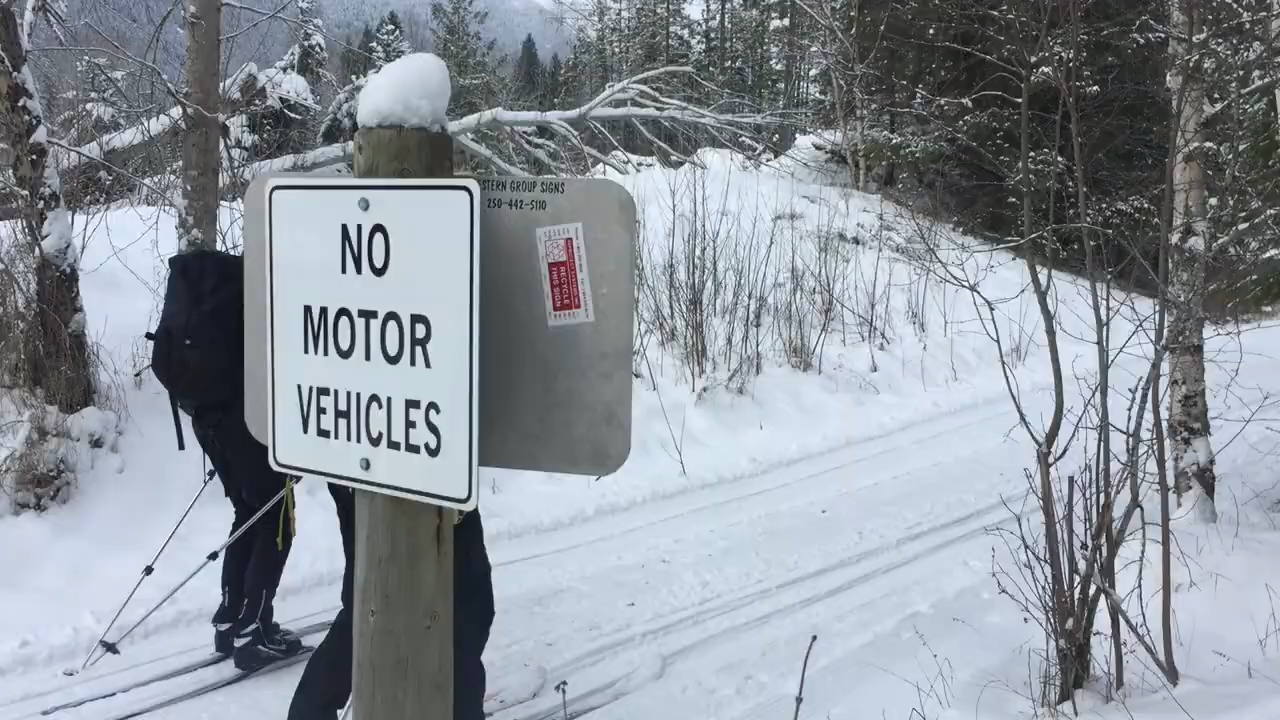 NO
MOTOR
VEHICLES
STERN GROUP SIGNS
250-442-5110
RECYCLE
THIS SIGN